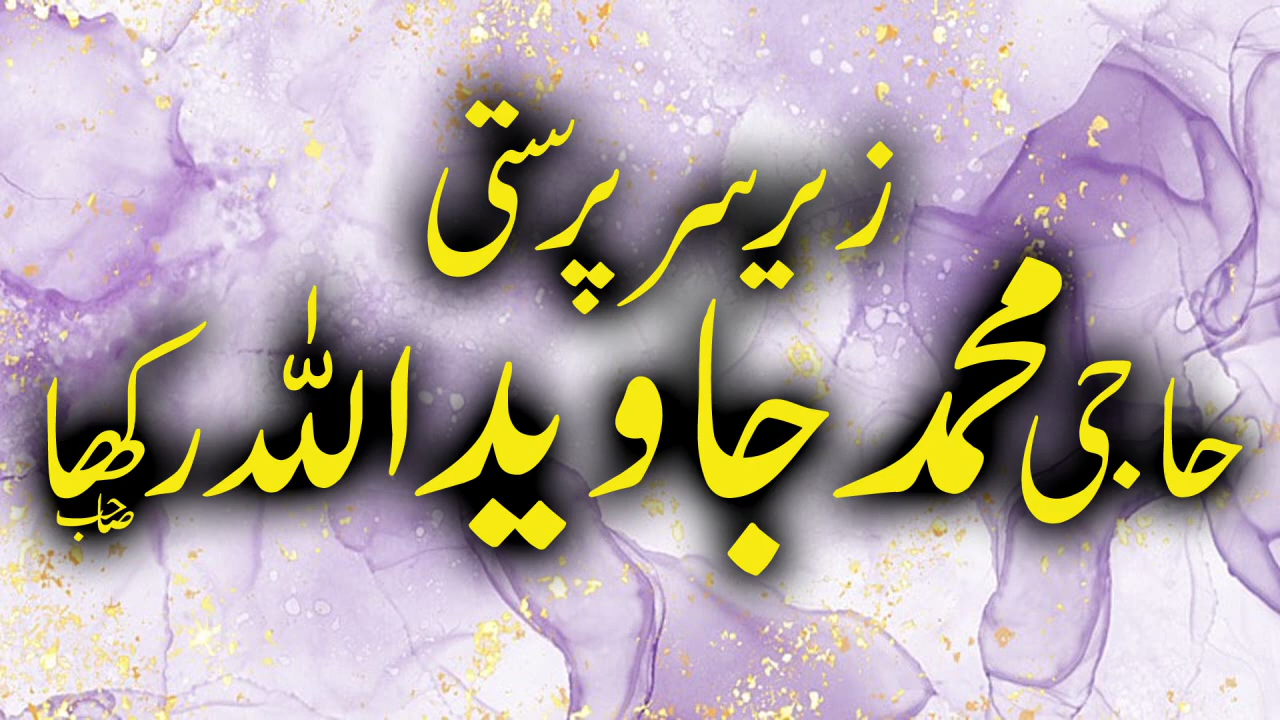 زیر سرپرستی
حاجی محمد جاوید اللہ رکھا
صاحب